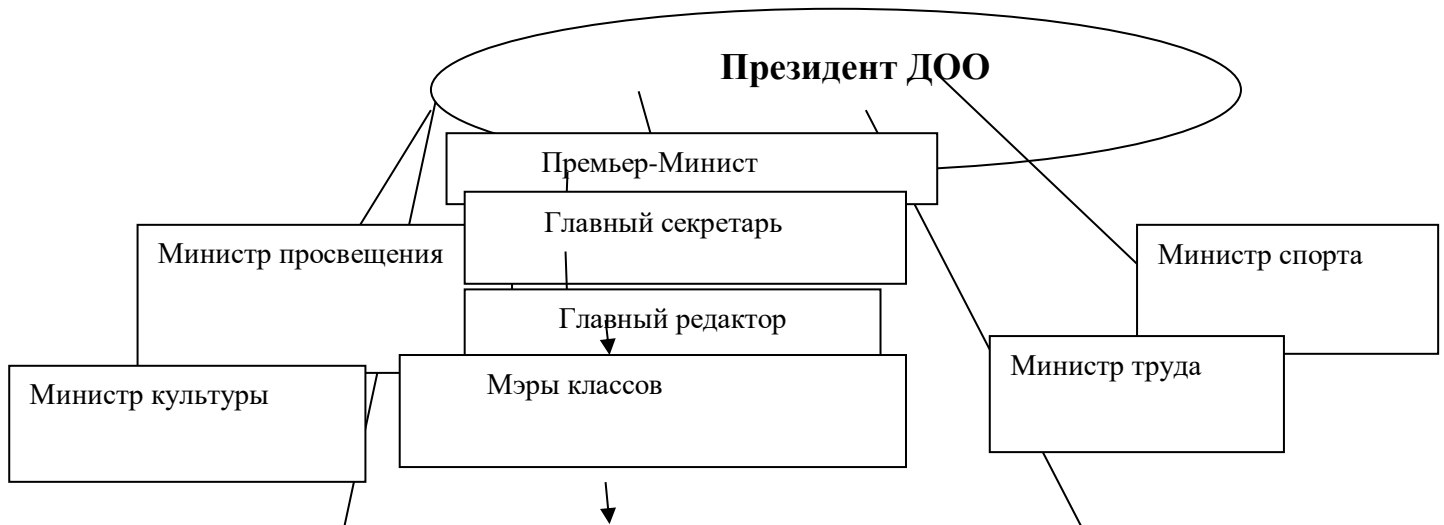 Президент ДОО
Премьер-Минист
Главный секретарь
Министр просвещения
Министр спорта
Главный редактор
Министр труда
Мэры классов
Министр культуры